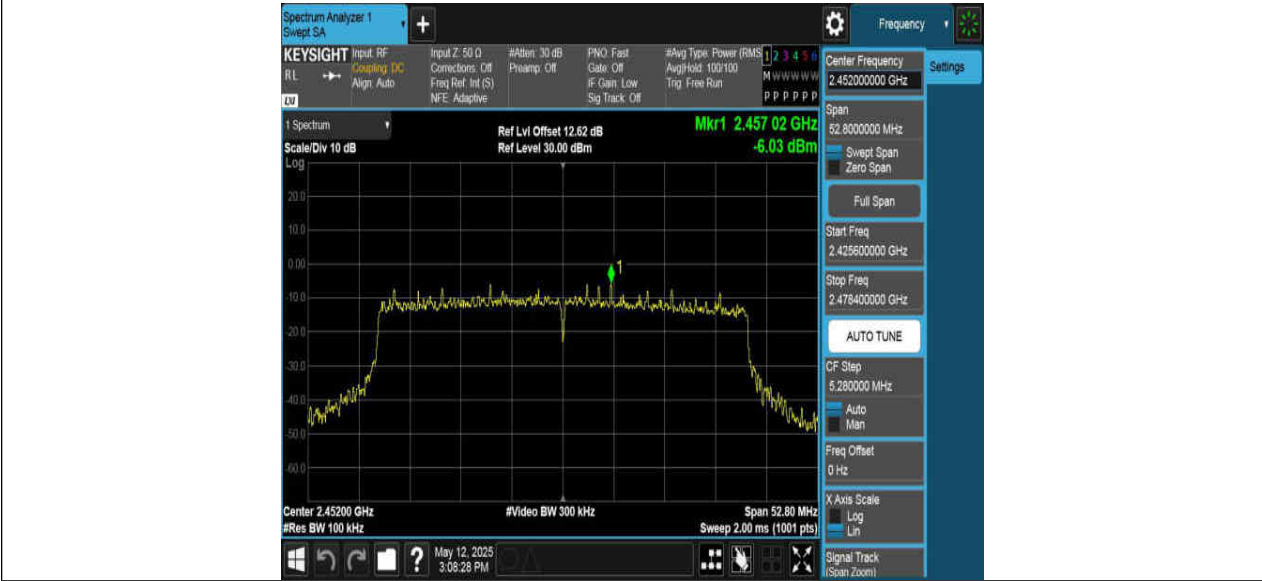 Spectrum Analyzer 1
Swept SA
+
Frequency
KEYSIGHT
RL
Input: RF
Coupling: DC
Align: Auto
Input Z: 50 Ω
Corrections: Off
Freq Ref: Int (S)
NFE: Adaptive
#Atten: 30 dB
Preamp: Off
PNO: Fast
Gate: Off
IF Gain: Low
Sig Track: Off
#Avg Type: Power (RMS
Avg|Hold: 100/100
Trig: Free Run
1 2 3 4 5 6
M W W W W W
P P P P P P
1 Spectrum
Scale/Div 10 dB
Log
Ref Lvl Offset 12.62 dB
Ref Level 30.00 dBm
Mkr1 2.457 02 GHz
-6.03 dBm
20.0
10.0
0.00
-10.0
-20.0
-30.0
-40.0
-50.0
-60.0
1
Center 2.45200 GHz
#Res BW 100 kHz
#Video BW 300 kHz
Span 52.80 MHz
Sweep 2.00 ms (1001 pts)
?
May 12, 2025
3:08:28 PM
Center Frequency
2.452000000 GHz
Settings
Span
52.8000000 MHz
Swept Span
Zero Span
Full Span
Start Freq
2.425600000 GHz
Stop Freq
2.478400000 GHz
AUTO TUNE
CF Step
5.280000 MHz
Auto
Man
Freq Offset
0 Hz
X Axis Scale
Log
Lin
Signal Track
(Span Zoom)